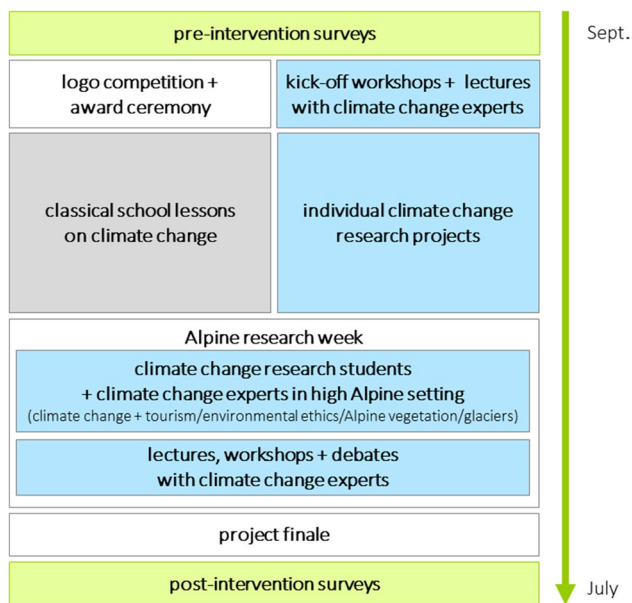 pre-intervention surveys
Sept.
logo competition +
award ceremony
kick-off workshops + lectures
with climate change experts
classical school lessons
on climate change
individual climate change
research projects
Alpine research week
climate change research students
+ climate change experts in high Alpine setting
(climate change + tourism/environmental ethics/Alpine vegetation/glaciers)
lectures, workshops + debates
with climate change experts
project finale
post-intervention surveys
July